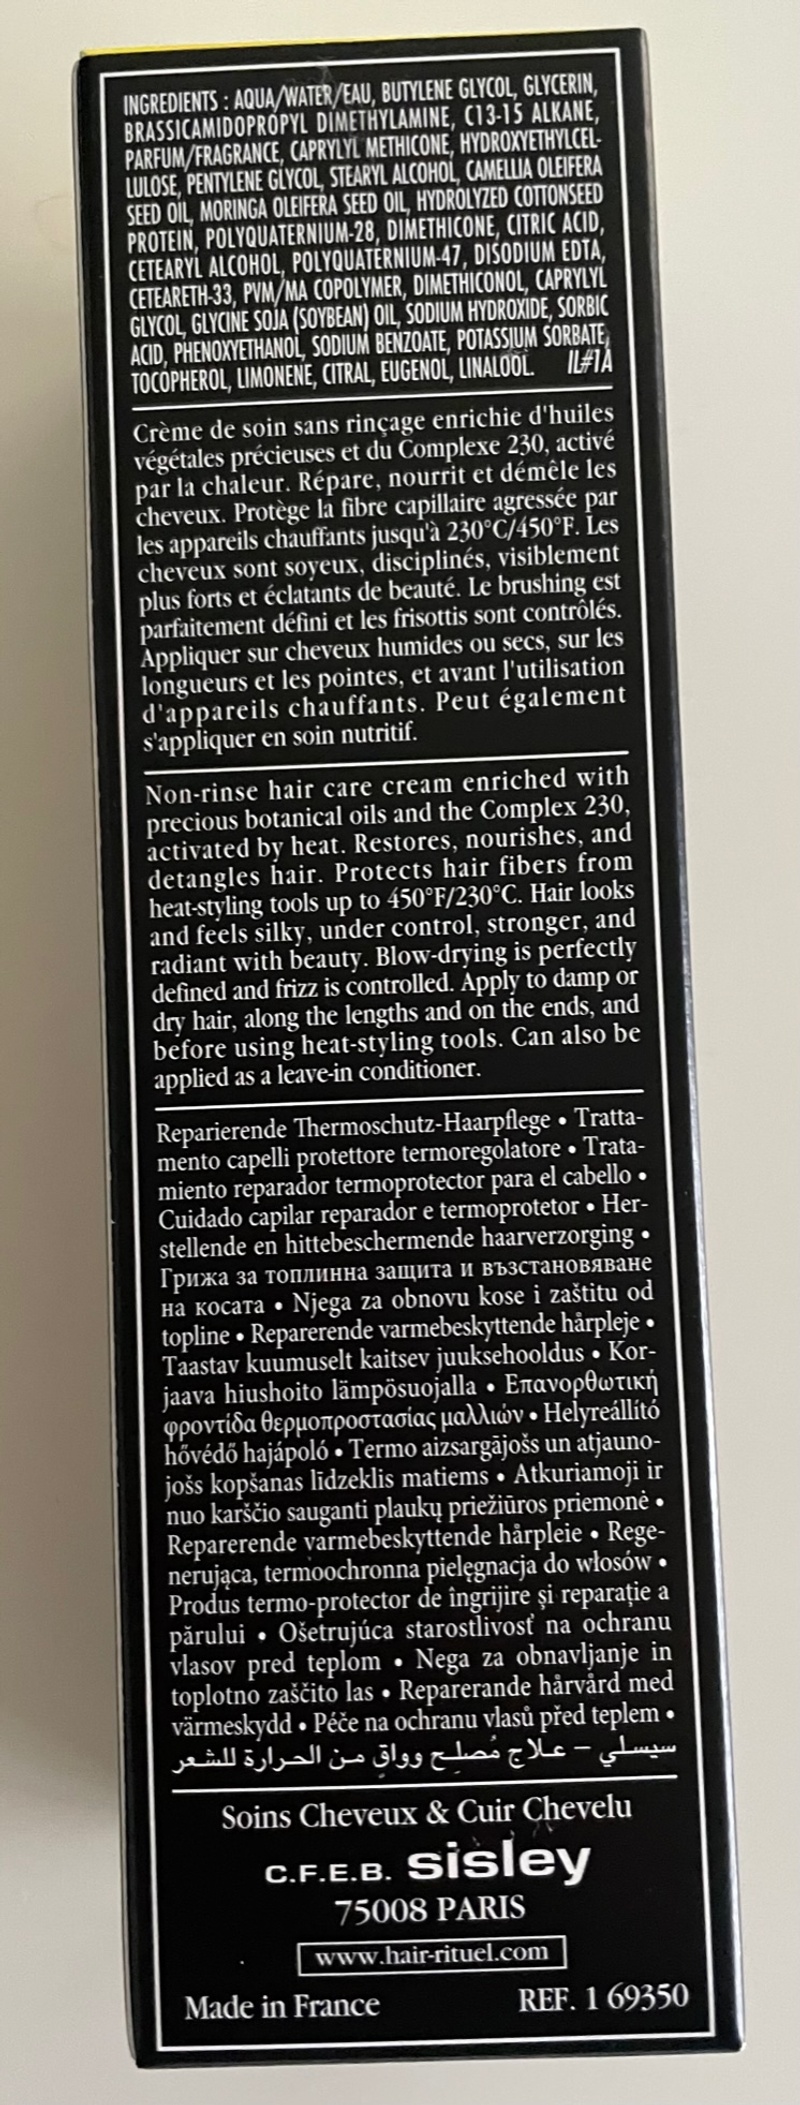 INGREDIENTS : AQUA/WATER/EAU, BUTYLENE GLYCOL, GLYCERIN,
BRASSICAMIDOPROPYL DIMETHYLAMINE, C13-15 ALKANE,
PARFUM/FRAGRANCE, CAPRYLYL METHICONE, HYDROXYETHYLCEL-
LULOSE, PENTYLENE GLYCOL, STEARYL ALCOHOL, CAMELLIA OLEIFERA
SEED OIL, MORINGA OLEIFERA SEED OIL, HYDROLYZED COTTONSEED
PROTEIN, POLYQUATERNIUM-28, DIMETHICONE, CITRIC ACID,
CETEARYL ALCOHOL, POLYQUATERNIUM-47, DISODIUM EDTA,
CETEARETH-33, PVM/MA COPOLYMER, DIMETHICONOL, CAPRYLYL
GLYCOL, GLYCINE SOJA (SOYBEAN) OIL, SODIUM HYDROXIDE, SORBIC
ACID, PHENOXYETHANOL, SODIUM BENZOATE, POTASSIUM SORBATE,
TOCOPHEROL, LIMONENE, CITRAL, EUGENOL, LINALOOL. IL#1A
Crème de soin sans rinçage enrichie d'huiles
végétales précieuses et du Complexe 230, activé
par la chaleur. Répare, nourrit et démêle les
cheveux. Protège la fibre capillaire agressée par
les appareils chauffants jusqu'à 230°C/450°F. Les
cheveux sont soyeux, disciplinés, visiblement
plus forts et éclatants de beauté. Le brushing est
parfaitement défini et les frisottis sont contrôlés.
Appliquer sur cheveux humides ou secs, sur les
longueurs et les pointes, et avant l'utilisation
d'appareils chauffants. Peut également
s'appliquer en soin nutritif.
Non-rinse hair care cream enriched with
precious botanical oils and the Complex 230,
activated by heat. Restores, nourishes, and
detangles hair. Protects hair fibers from
heat-styling tools up to 450°F/230°C. Hair looks
and feels silky, under control, stronger, and
radiant with beauty. Blow-drying is perfectly
defined and frizz is controlled. Apply to damp or
dry hair, along the lengths and on the ends, and
before using heat-styling tools. Can also be
applied as a leave-in conditioner.
Reparierende Thermoschutz-Haarpflege • Tratta-
mento capelli protettore termoregolatore • Trata-
miento reparador termoprotector para el cabello •
Cuidado capilar reparador e termoprotetor • Her-
stellende en hittebeschermende haarverzorging •
Грижа за топлинна защита и възстановяване
на косата • Njega za obnovu kose i zaštitu od
topline • Reparerende varmebeskyttende hårpleje •
Taastav kuumuselt kaitsev juuksehooldus • Kor-
jaava hiushoito lämpösuojalla • Επανορθωτική
φροντίδα θερμοπροστασίας μαλλιών • Helyreállító
hővédő hajápoló • Termo aizsargājošs un atjauno-
jošs kopšanas līdzeklis matiems • Atkuriamoji ir
nuo karščio sauganti plaukų priežiūros priemonė •
Reparerende varmebeskyttende hårpleie • Rege-
nerująca, termoochronna pielęgnacja do włosów •
Produs termo-protector de îngrijire și reparație a
părului • Ošetrujúca starostlivosť na ochranu
vlasov pred teplom • Nega za obnavljanje in
toplotno zaščito las • Reparerande hårvård med
värmeskydd • Péče na ochranu vlasů před teplem •
سيسلي – علاج مُصلح وواقٍ من الحرارة للشعر
Soins Cheveux & Cuir Chevelu
C.F.E.B. sisley
75008 PARIS
www.hair-rituel.com
Made in France REF. 1 69350